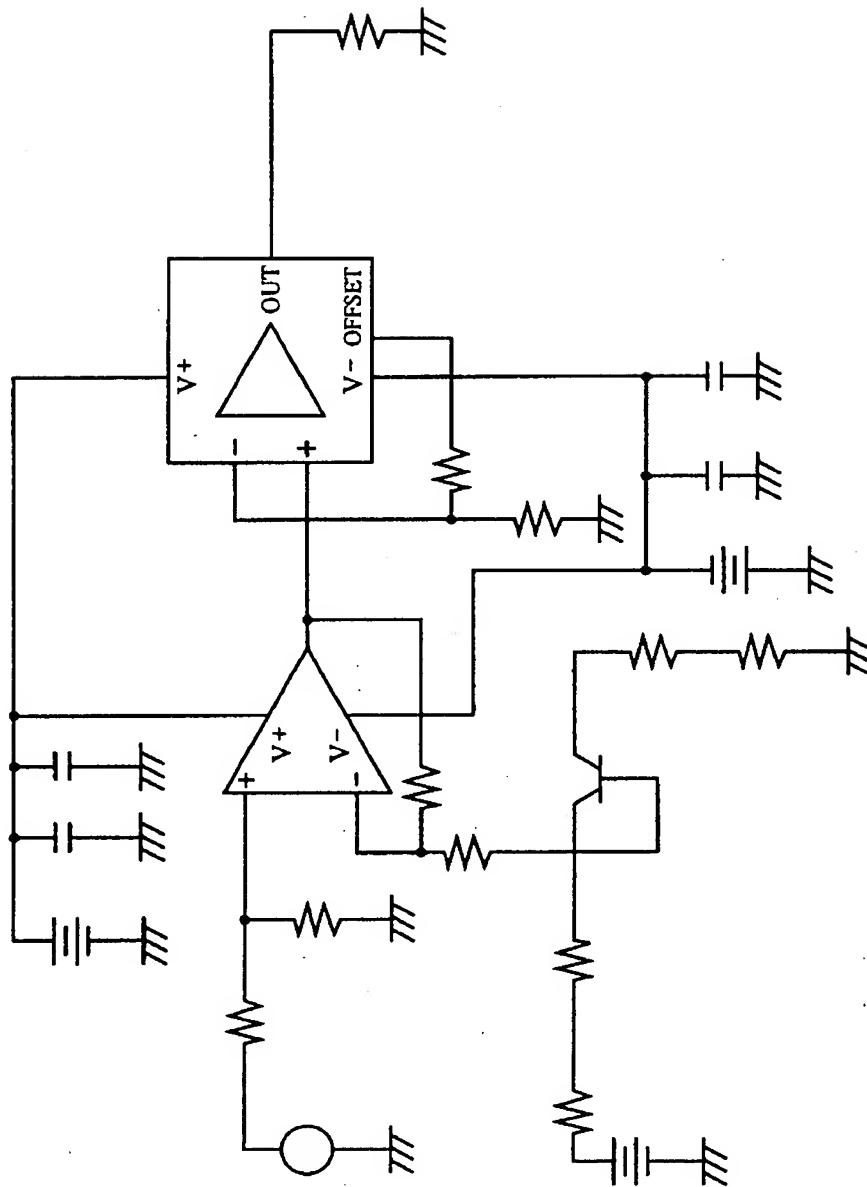 V+
OUT
-
+
V-
OFFSET
+
V+
V-
-